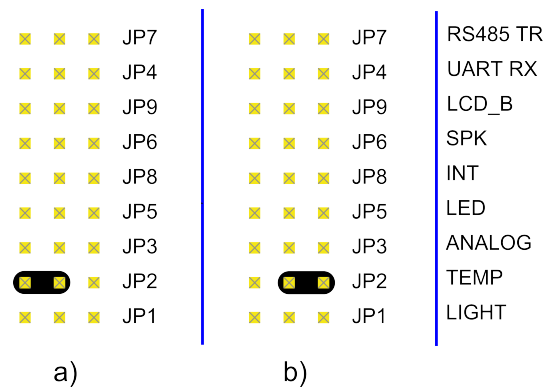 JP7 JP7 RS485 TR
JP4 JP4 UART RX
JP9 JP9 LCD_B
JP6 JP6 SPK
JP8 JP8 INT
JP5 JP5 LED
JP3 JP3 ANALOG
JP2 JP2 TEMP
JP1 JP1 LIGHT
a) b)